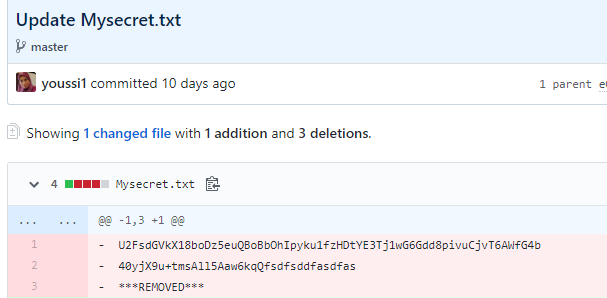 Update Mysecret.txt
master
youssi1 committed 10 days ago 1 parent
Showing 1 changed file with 1 addition and 3 deletions.
4 Mysecret.txt
... ... @@ -1,3 +1 @@
1 - U2FsdGVkX18boDz5euQBoBbOhIpyku1fzHDtYE3Tj1wG6Gdd8pivuCjvT6AWfG4b
2 - 40yjX9u+tmsAll5Aaw6kqQfsdfsddfasdfas
3 - ***REMOVED***